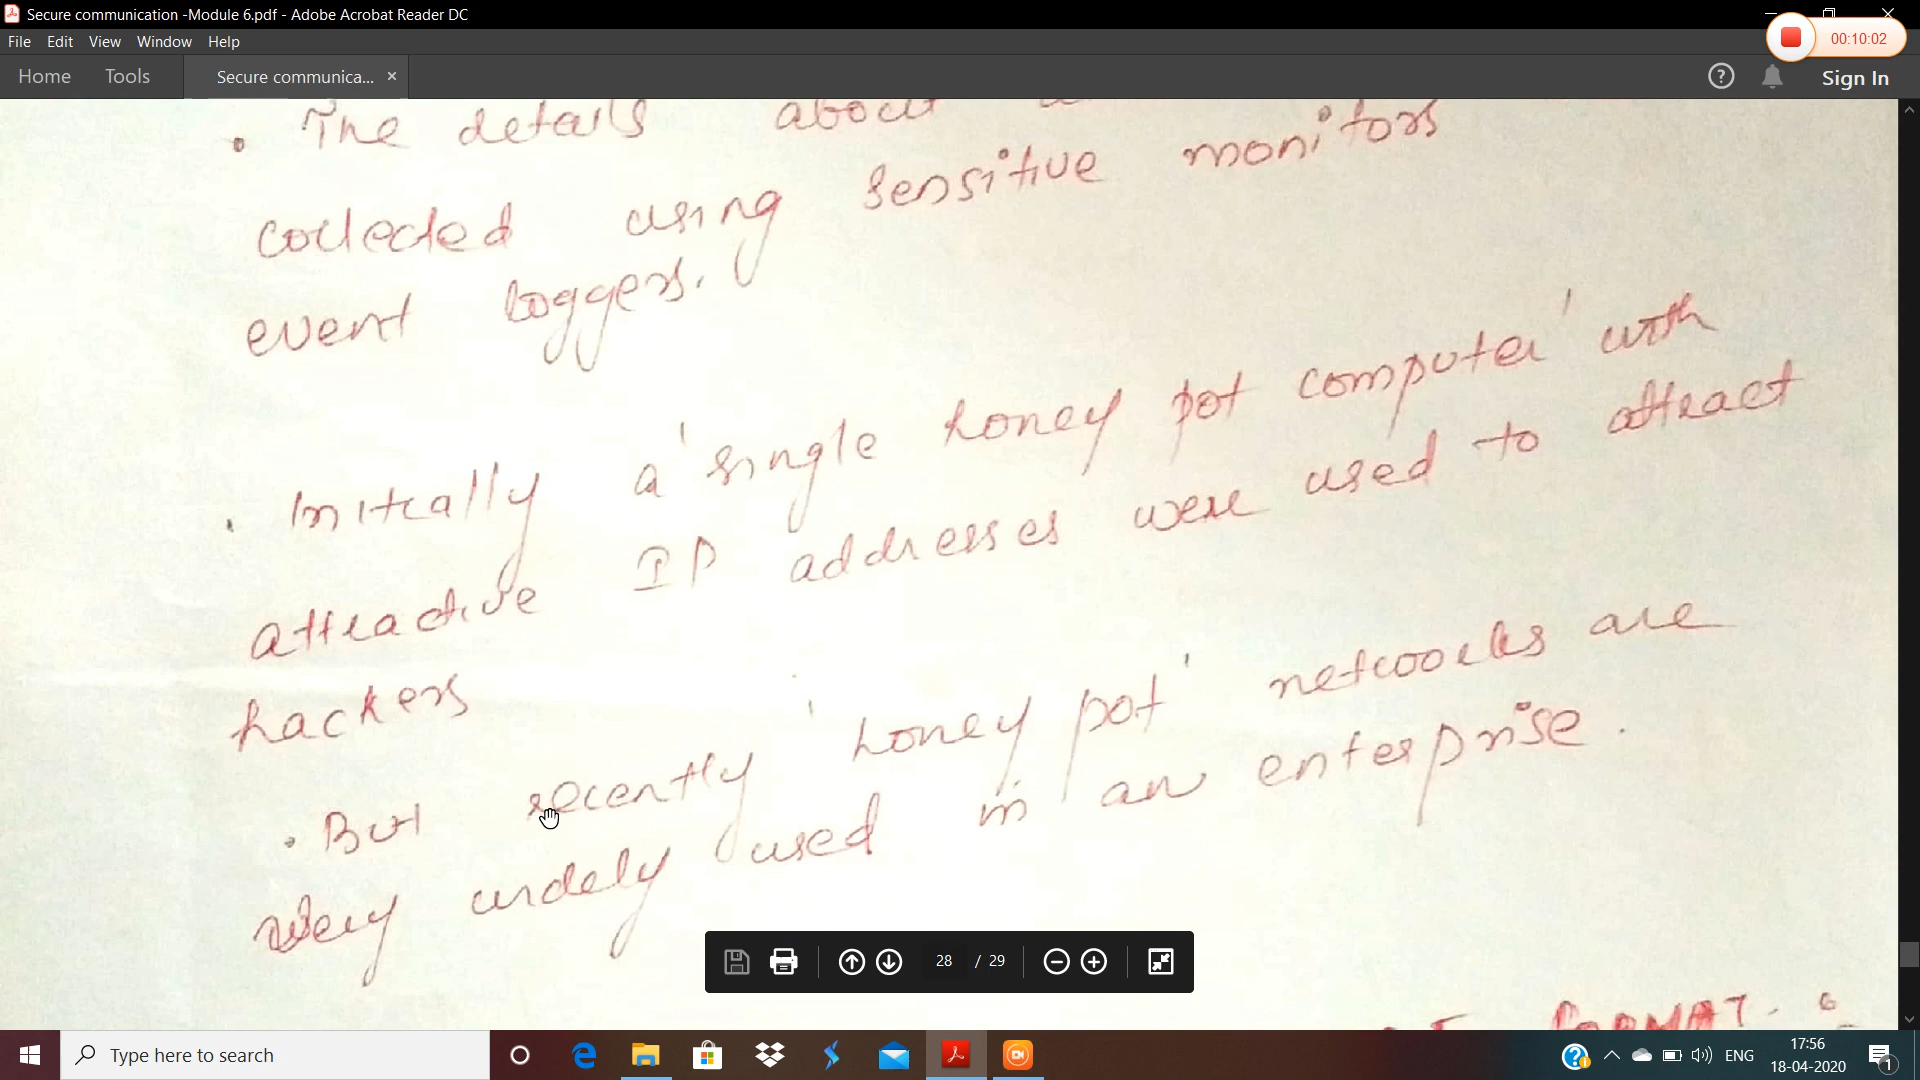 Secure communication -Module 6.pdf - Adobe Acrobat Reader DC
File Edit View Window Help
00:10:02
Home Tools Secure communica... × Sign In
• The details about
collected using sensitive monitors
event loggers.
• Initcally a 'single honey pot computer' with
attractive IP addresses were used to attract
hackers
• But recently 'honey pot' networks are
very widely used in an enterprise.
28 / 29
FORMAT
Type here to search
ENG
17:56
18-04-2020
1